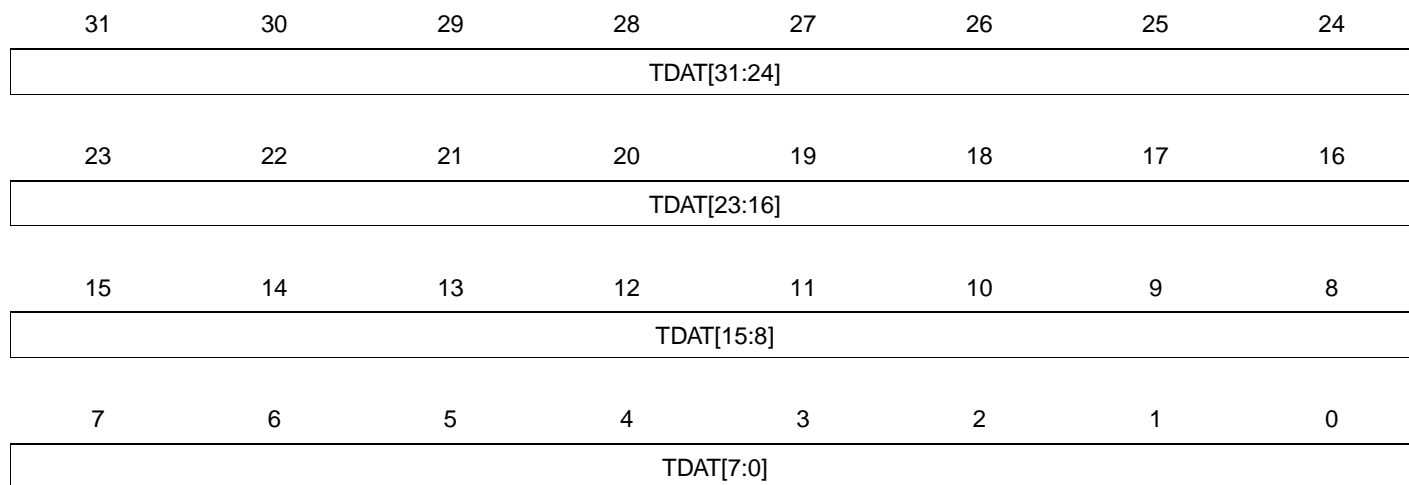 31 30 29 28 27 26 25 24
TDAT[31:24]
23 22 21 20 19 18 17 16
TDAT[23:16]
15 14 13 12 11 10 9 8
TDAT[15:8]
7 6 5 4 3 2 1 0
TDAT[7:0]